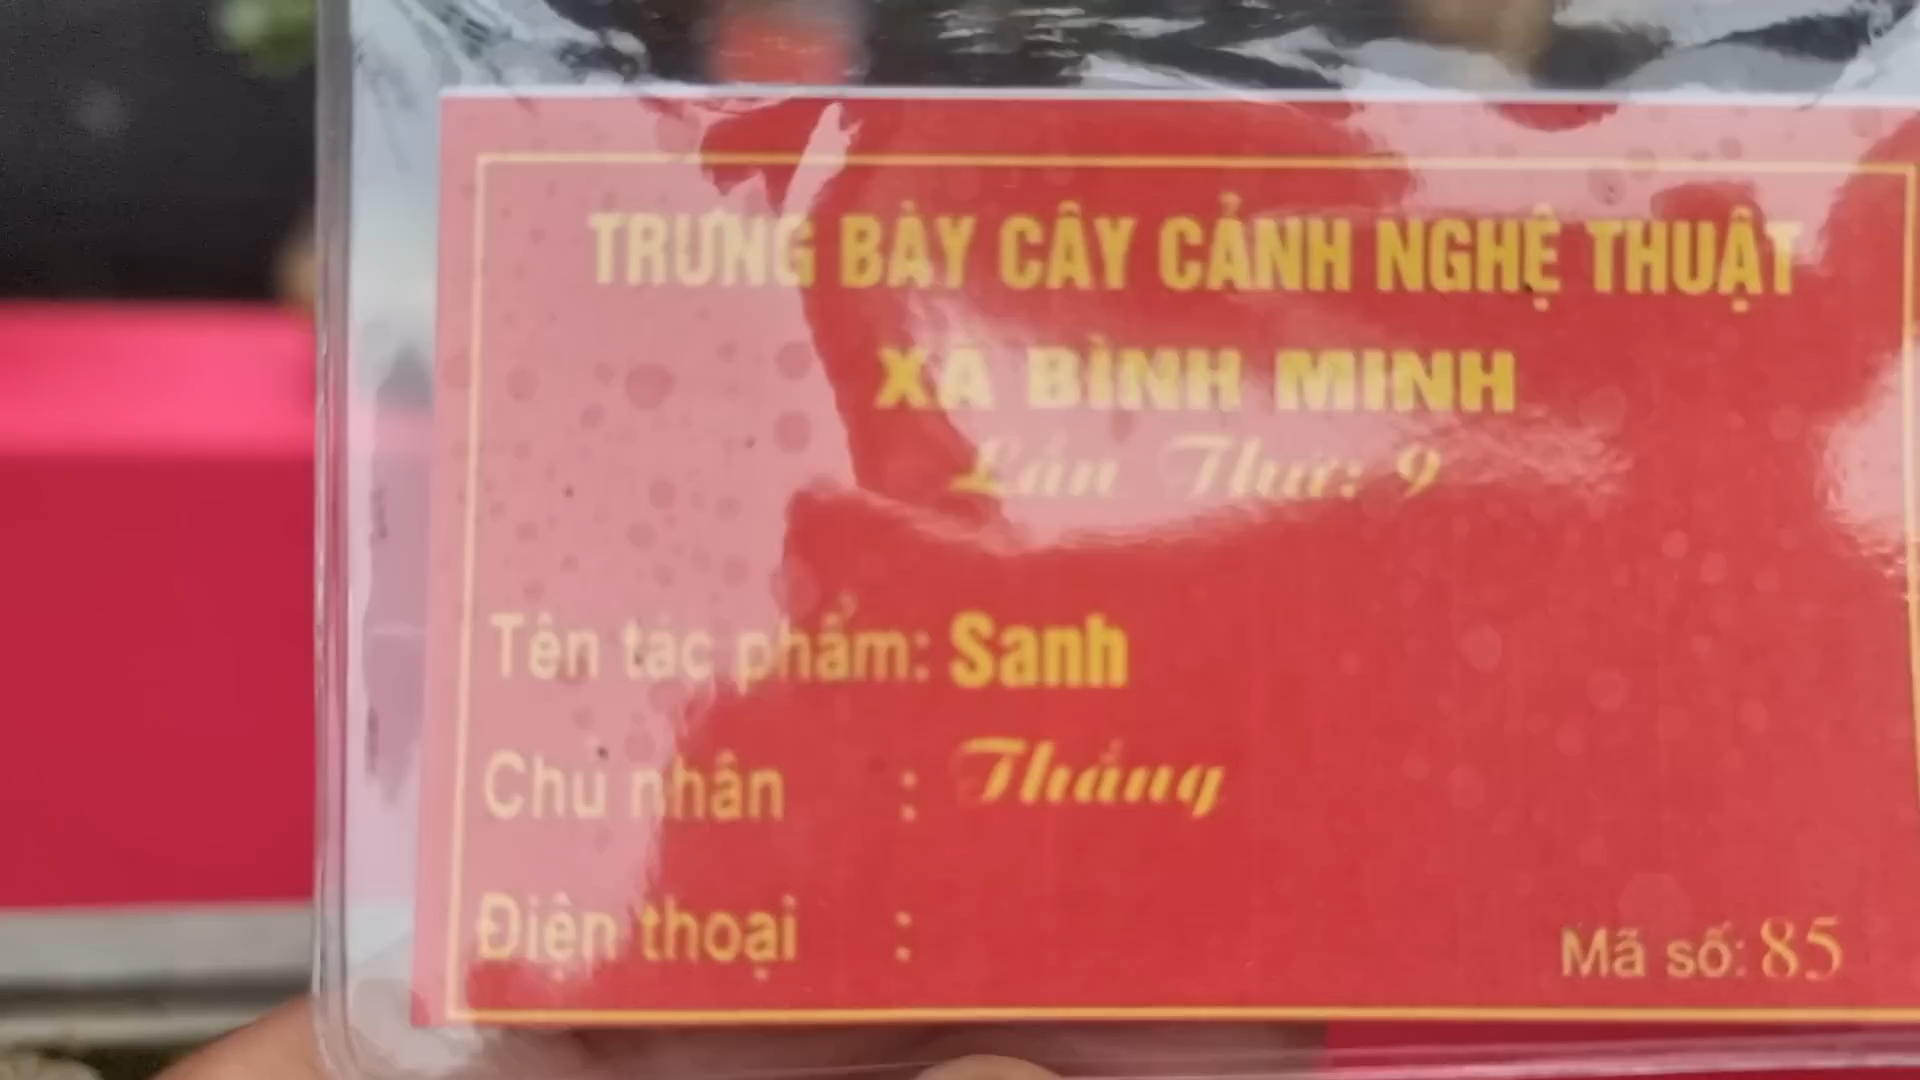 TRƯNG BÀY CÂY CẢNH NGHỆ THUẬT
XÃ BÌNH MINH
Lần Thứ: 9
Tên tác phẩm: Sanh
Chủ nhân : Thắng
Điện thoại :
Mã số: 85